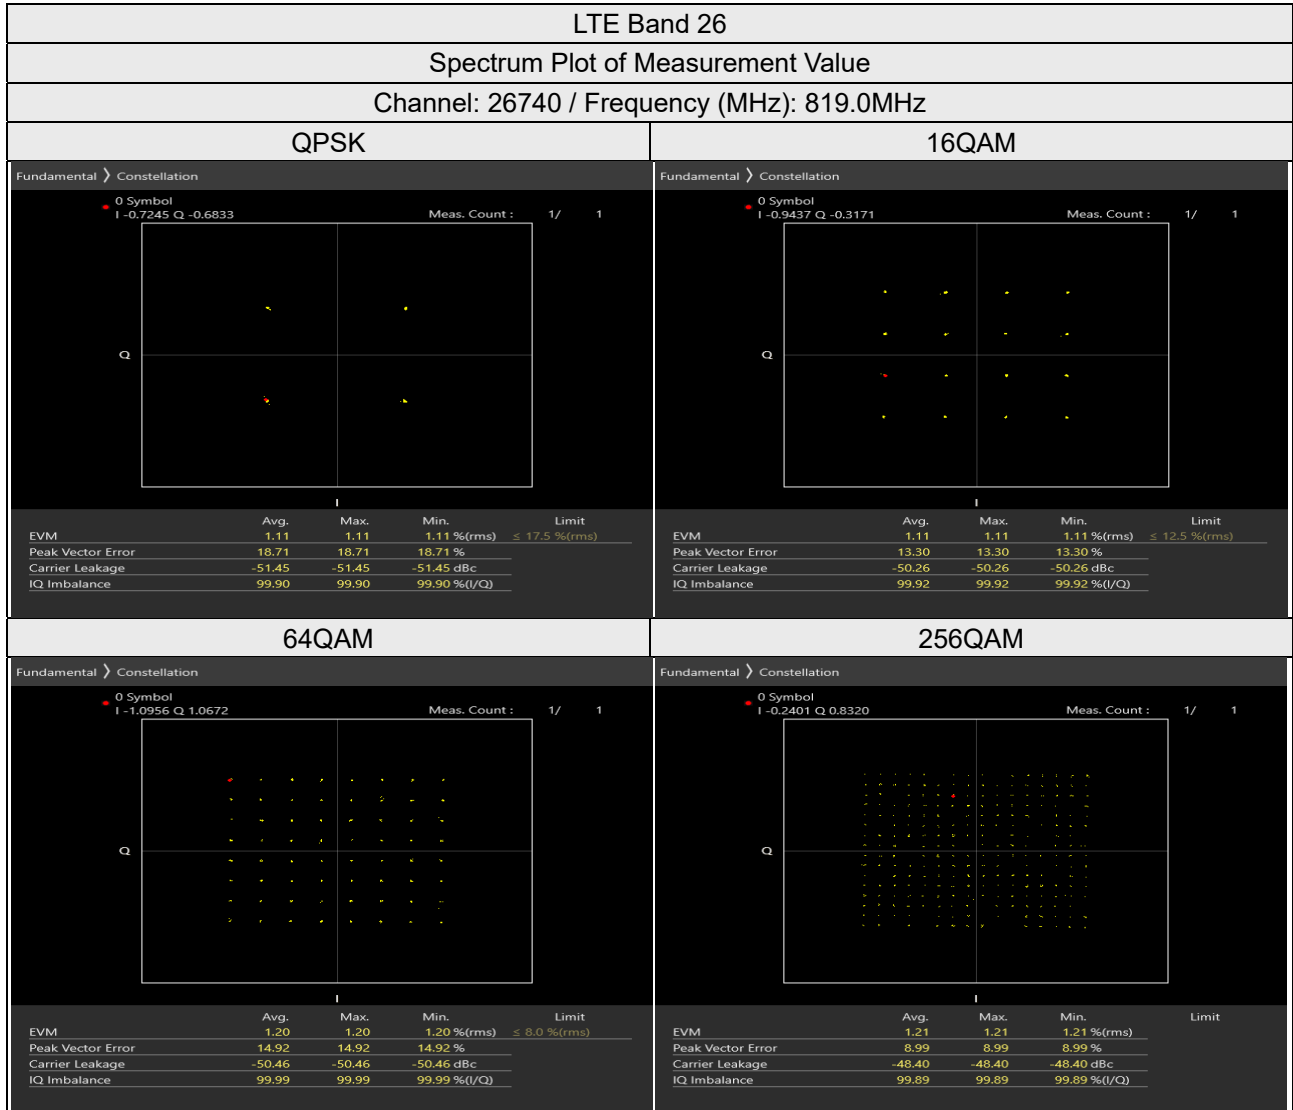 LTE Band 26
Spectrum Plot of Measurement Value
Channel: 26740 / Frequency (MHz): 819.0MHz
QPSK
16QAM
Fundamental ❯ Constellation
0 Symbol
I -0.7245 Q -0.6833
Meas. Count : 1/ 1
Q
I
Avg. Max. Min. Limit
EVM 1.11 1.11 1.11 %(rms) ≤ 17.5 %(rms)
Peak Vector Error 18.71 18.71 18.71 %
Carrier Leakage -51.45 -51.45 -51.45 dBc
IQ Imbalance 99.90 99.90 99.90 %(I/Q)
Fundamental ❯ Constellation
0 Symbol
I -0.9437 Q -0.3171
Meas. Count : 1/ 1
Q
I
Avg. Max. Min. Limit
EVM 1.11 1.11 1.11 %(rms) ≤ 12.5 %(rms)
Peak Vector Error 13.30 13.30 13.30 %
Carrier Leakage -50.26 -50.26 -50.26 dBc
IQ Imbalance 99.92 99.92 99.92 %(I/Q)
64QAM
256QAM
Fundamental ❯ Constellation
0 Symbol
I -1.0956 Q 1.0672
Meas. Count : 1/ 1
Q
I
Avg. Max. Min. Limit
EVM 1.20 1.20 1.20 %(rms) ≤ 8.0 %(rms)
Peak Vector Error 14.92 14.92 14.92 %
Carrier Leakage -50.46 -50.46 -50.46 dBc
IQ Imbalance 99.99 99.99 99.99 %(I/Q)
Fundamental ❯ Constellation
0 Symbol
I -0.2401 Q 0.8320
Meas. Count : 1/ 1
Q
I
Avg. Max. Min. Limit
EVM 1.21 1.21 1.21 %(rms)
Peak Vector Error 8.99 8.99 8.99 %
Carrier Leakage -48.40 -48.40 -48.40 dBc
IQ Imbalance 99.89 99.89 99.89 %(I/Q)